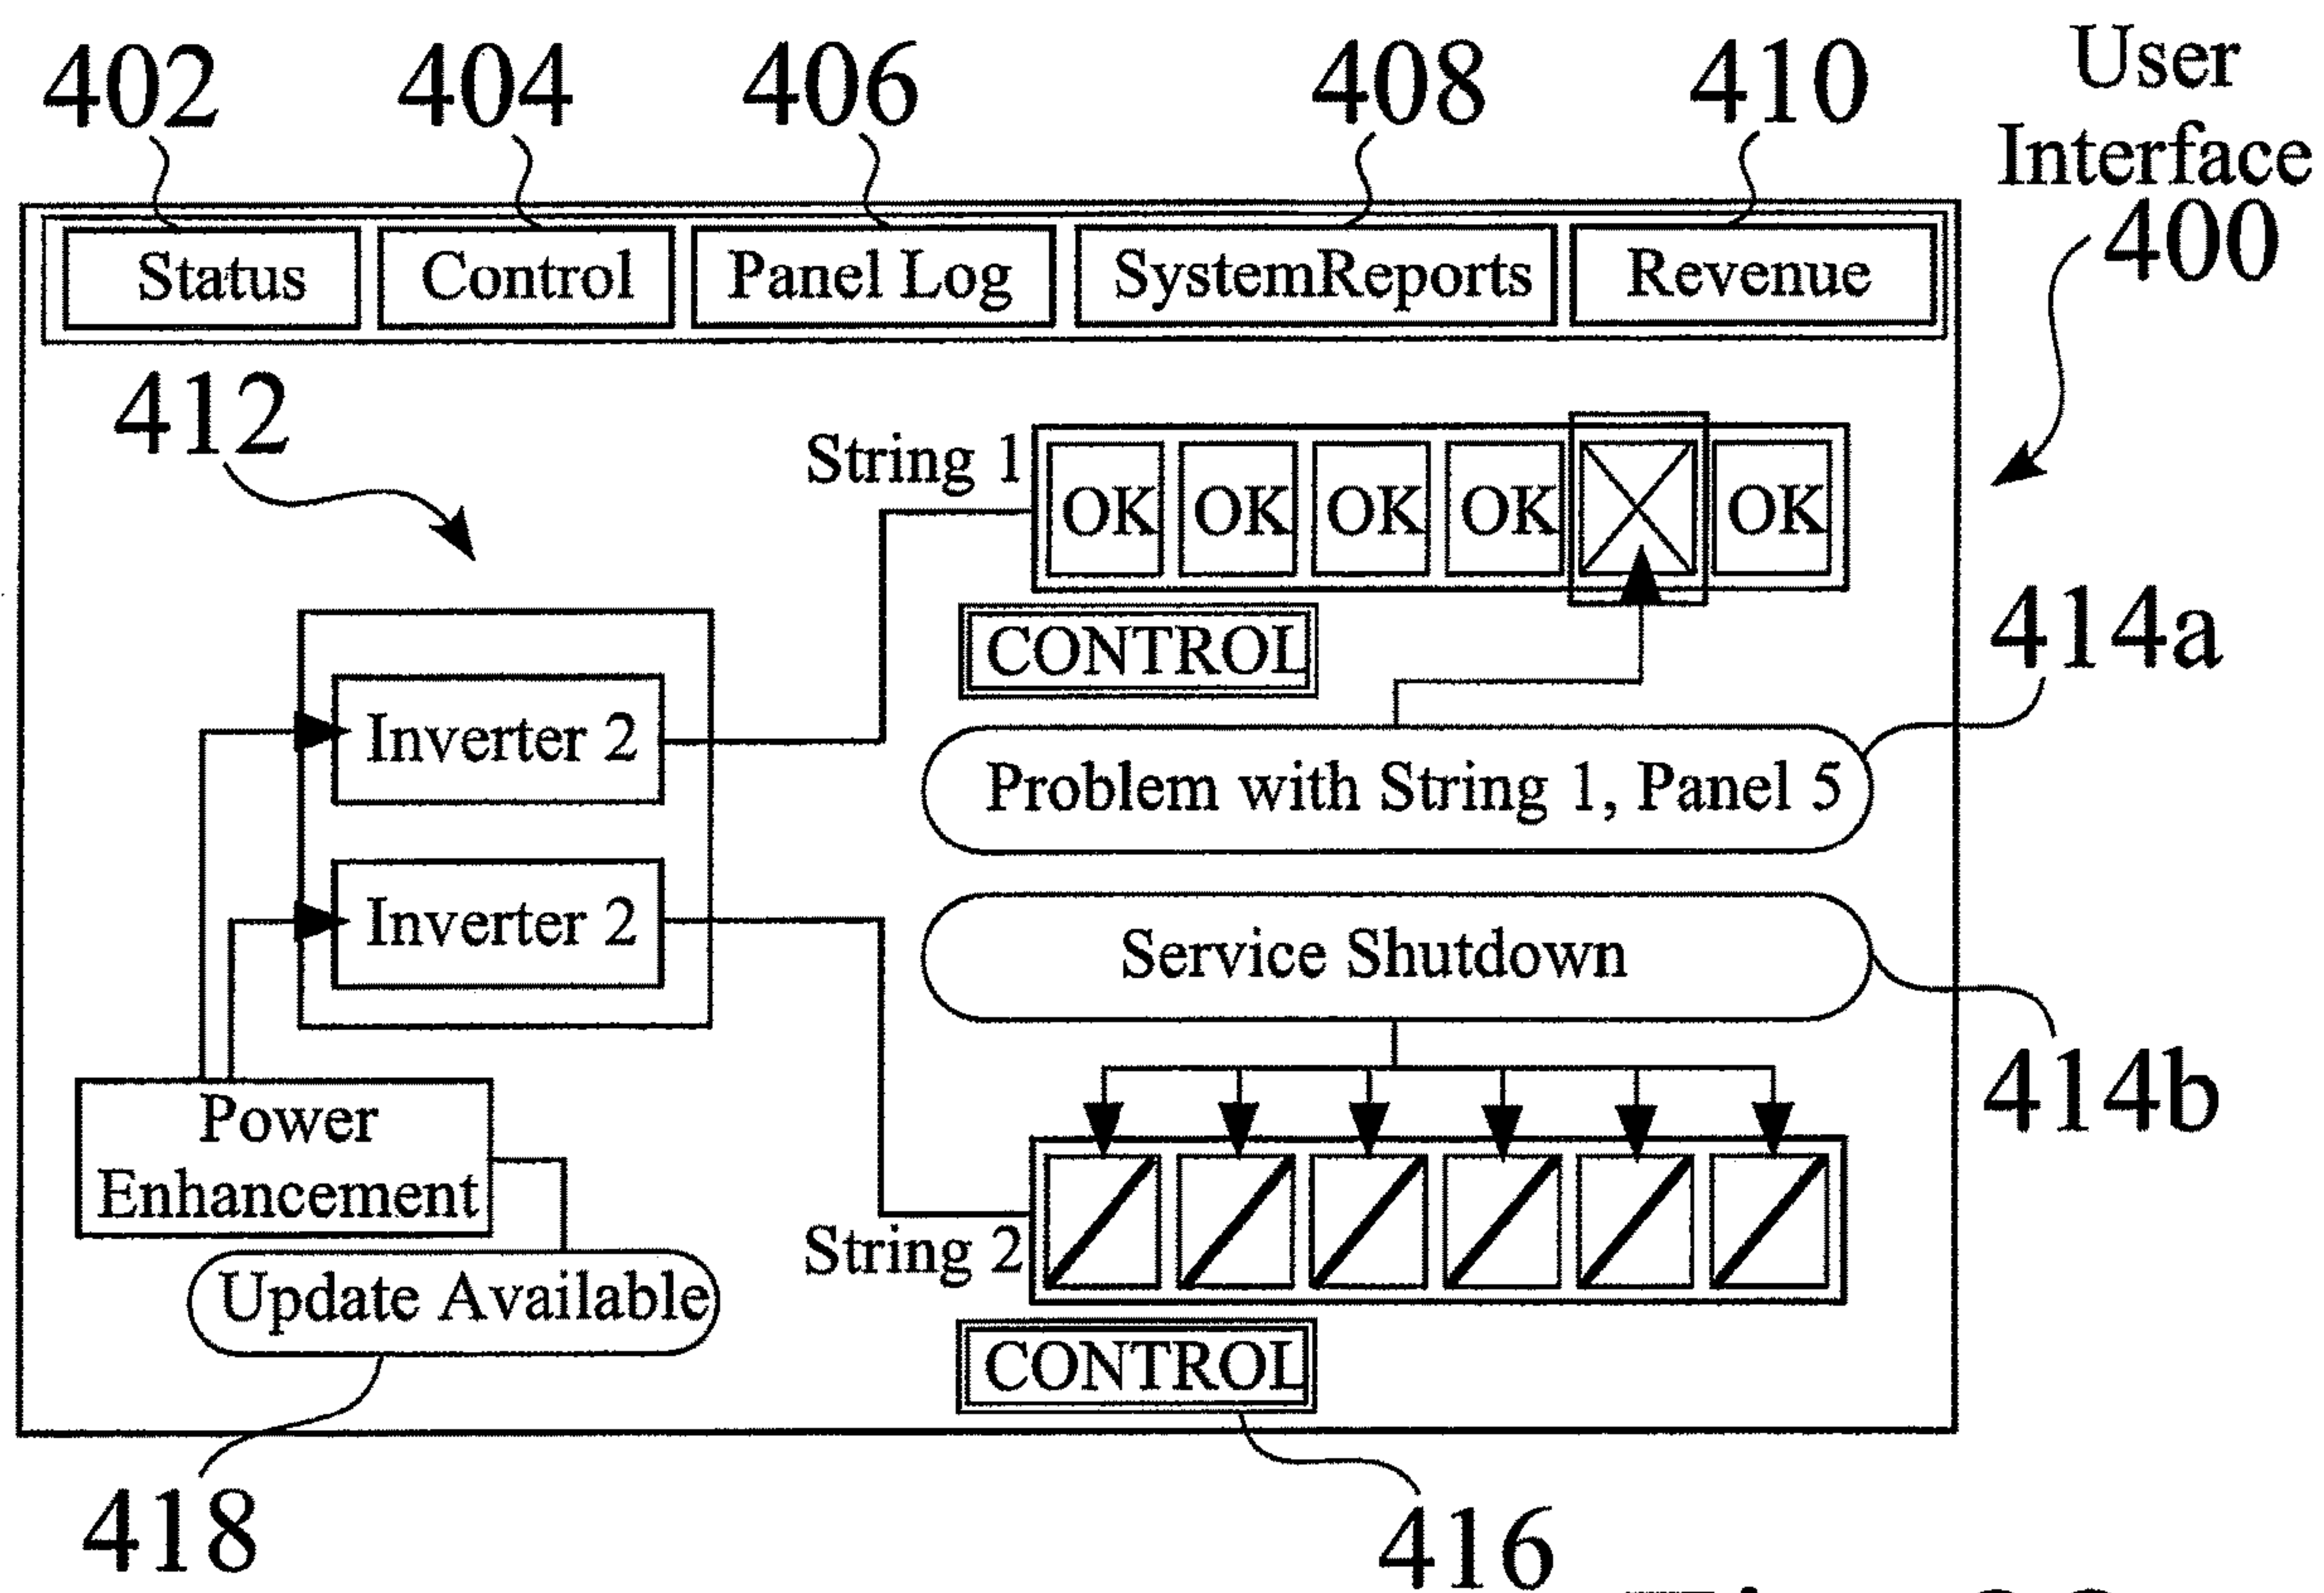 402 404 406 408 410 User
Interface
400
Status Control Panel Log SystemReports Revenue
412
String 1 OK OK OK OK OK
CONTROL
414a
Inverter 2
Problem with String 1, Panel 5
Inverter 2
Service Shutdown
414b
Power
Enhancement
String 2
Update Available
CONTROL
418
416